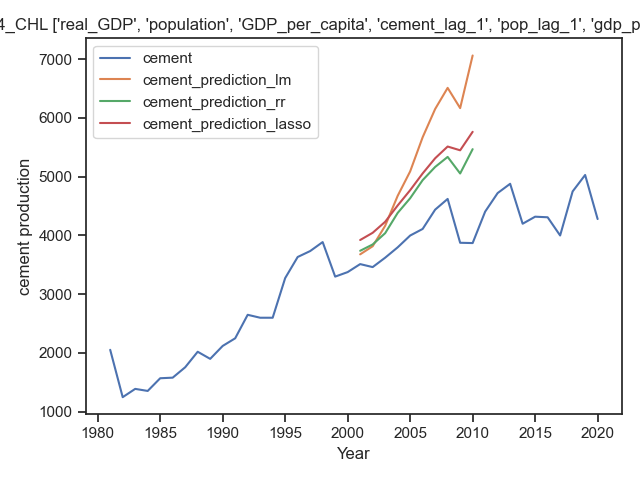 4_CHL ['real_GDP', 'population', 'GDP_per_capita', 'cement_lag_1', 'pop_lag_1', 'gdp_p
cement
cement_prediction_lm
cement_prediction_rr
cement_prediction_lasso
7000
6000
5000
4000
3000
2000
1000
cement production
1980 1985 1990 1995 2000 2005 2010 2015 2020
Year